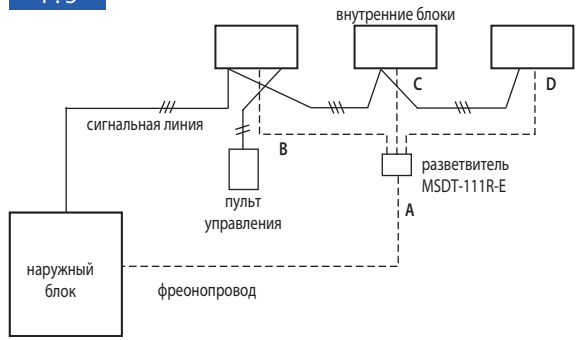 внутренние блоки
C
D
сигнальная линия
B
разветвитель
MSDT-111R-E
пульт
управления
A
наружный
блок
фреонопровод